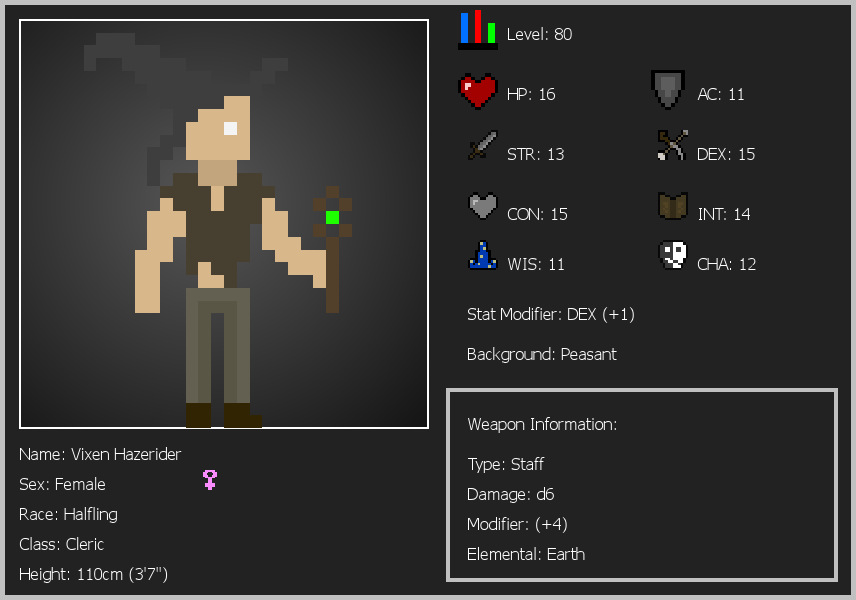 Level: 80
HP: 16
AC: 11
STR: 13
DEX: 15
CON: 15
INT: 14
WIS: 11
CHA: 12
Stat Modifier: DEX (+1)
Background: Peasant
Weapon Information:
Type: Staff
Damage: d6
Modifier: (+4)
Elemental: Earth
Name: Vixen Hazerider
Sex: Female
Race: Halfling
Class: Cleric
Height: 110cm (3'7")